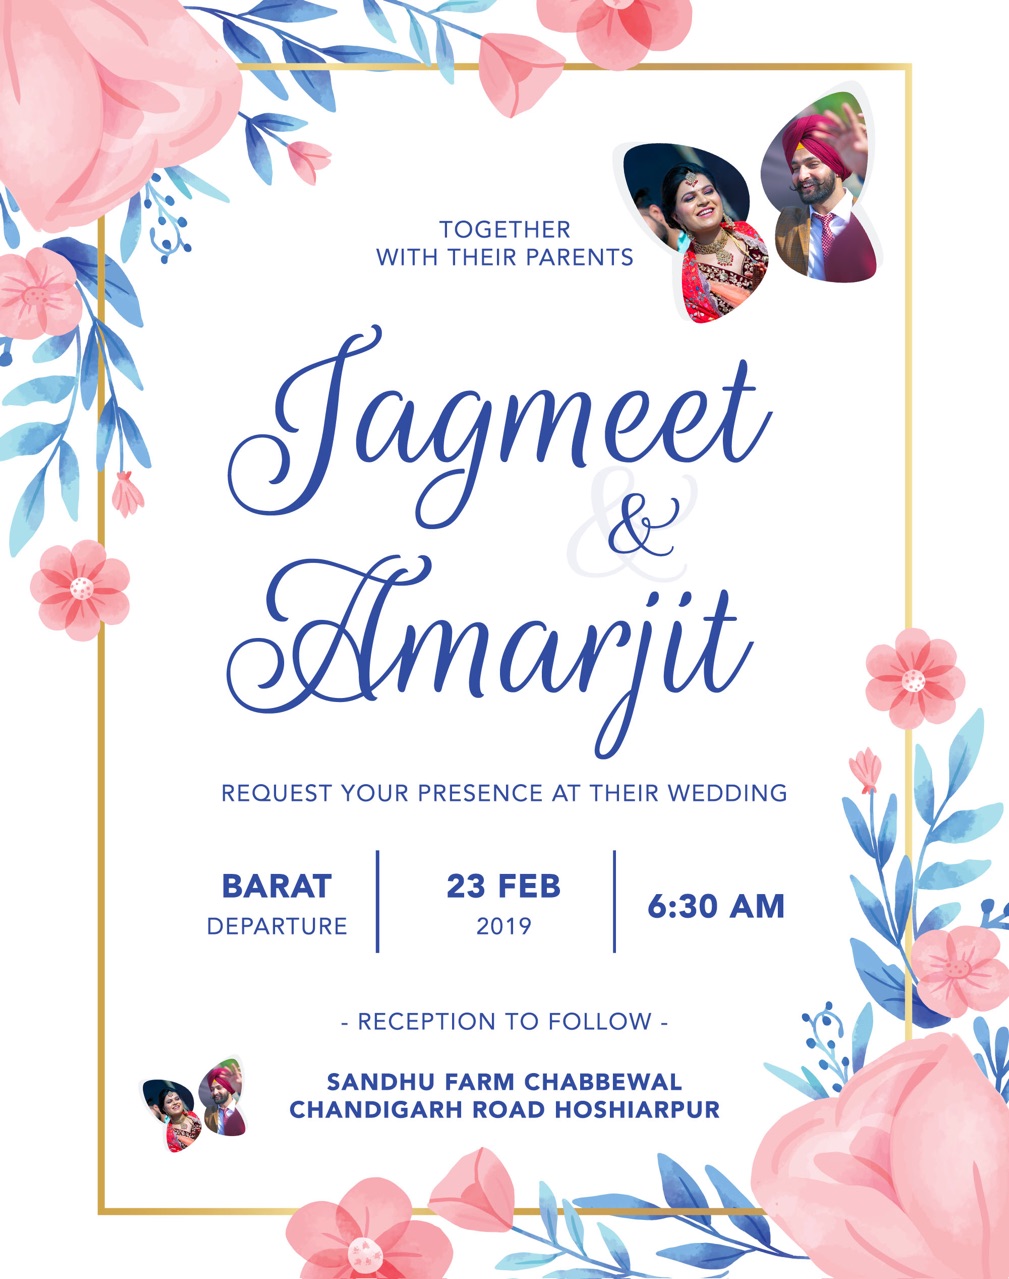 TOGETHER
WITH THEIR PARENTS
Jagmeet
&
Amarjit
REQUEST YOUR PRESENCE AT THEIR WEDDING
BARAT
DEPARTURE
23 FEB
2019
6:30 AM
- RECEPTION TO FOLLOW -
SANDHU FARM CHABBEWAL
CHANDIGARH ROAD HOSHIARPUR